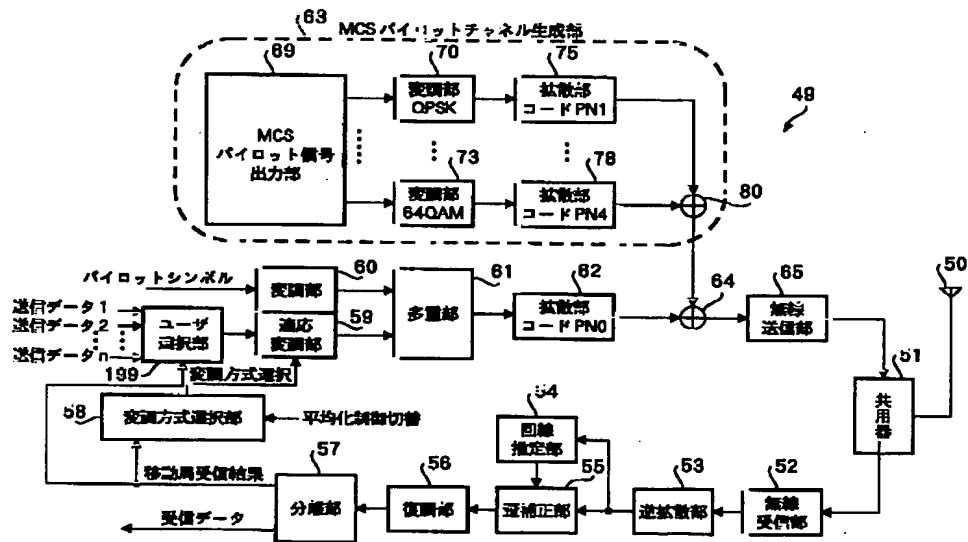 63
MCSパイロットチャネル生成部
69
MCS
パイロット信号
出力部
70
変調部
QPSK
75
拡散部
コードPN1
49
73
変調部
64QAM
78
拡散部
コードPN4
80
パイロットシンボル
60
変調部
61
多重部
62
拡散部
コードPN0
64
65
無線
送信部
50
送信データ1
送信データ2
送信データn
ユーザ
選択部
199
59
適応
変調部
変調方式選択
51
共用器
58
変調方式選択部
平均化制御切替
移動局受信結果
受信データ
57
分離部
56
復調部
54
回線
推定部
55
歪補正部
53
逆拡散部
52
無線
受信部